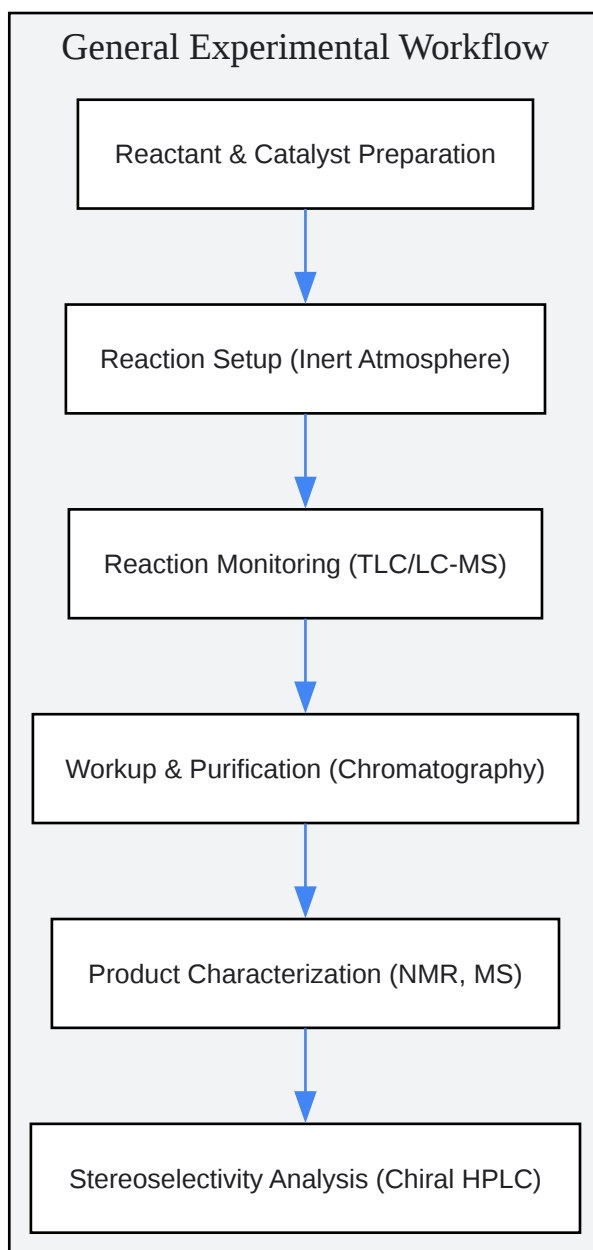 General Experimental Workflow
Reactant & Catalyst Preparation
Reaction Setup (Inert Atmosphere)
Reaction Monitoring (TLC/LC-MS)
Workup & Purification (Chromatography)
Product Characterization (NMR, MS)
Stereoselectivity Analysis (Chiral HPLC)